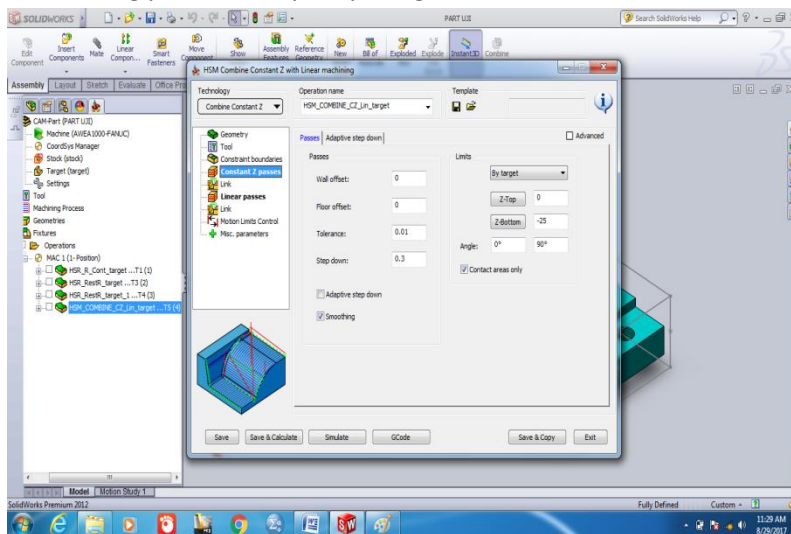 SOLIDWORKS
PART UJI
Search SolidWorks Help
Edit Component
Insert Components
Mate
Linear Compon...
Smart Fasteners
Move Component
Show
Assembly Features
Reference Geometry
New
Bill of
Exploded
Explode
Instant3D
Combine
Assembly Layout Sketch Evaluate Office Pro
CAM-Part (PART UJI)
Machine (AWEA1000-FANUC)
CoordSys Manager
Stock (stock)
Target (target)
Settings
Tool
Machining Process
Geometries
Fixtures
Operations
MAC 1 (1- Position)
HSR_R_Cont_target ...T1 (1)
HSR_RestR_target ...T3 (2)
HSR_RestR_target_1 ...T4 (3)
HSM_COMBINE_CZ_Lin_target ...T5 (4)
HSM Combine Constant Z with Linear machining
Technology
Combine Constant Z
Operation name
HSM_COMBINE_CZ_Lin_target
Template
Geometry
Tool
Constraint boundaries
Constant Z passes
Link
Linear passes
Link
Motion Limits Control
Misc. parameters
Passes Adaptive step down
Advanced
Passes
Wall offset: 0
Floor offset: 0
Tolerance: 0.01
Step down: 0.3
Adaptive step down
Smoothing
Limits
By target
Z-Top 0
Z-Bottom -25
Angle: 0° 90°
Contact areas only
Save Save & Calculate Simulate GCode Save & Copy Exit
Model Motion Study 1
SolidWorks Premium 2012
Fully Defined
Custom
11:29 AM
8/29/2017